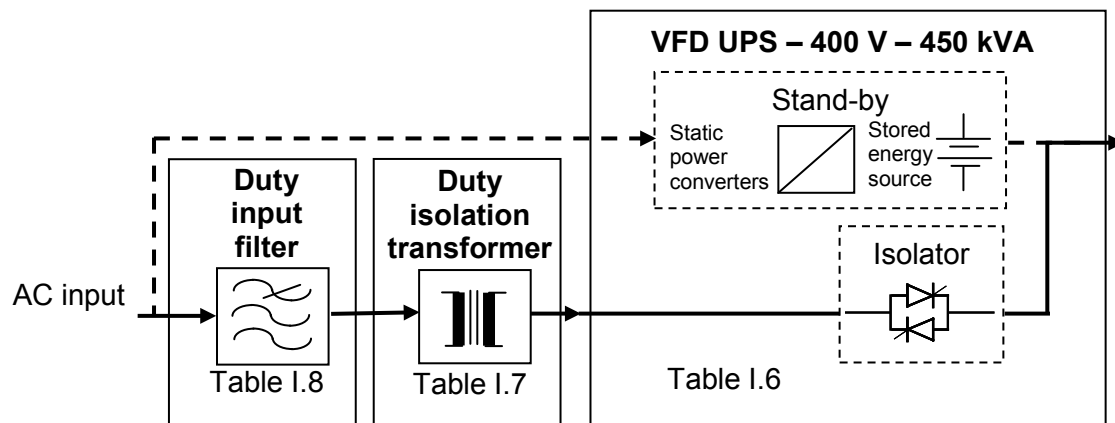 VFD UPS – 400 V – 450 kVA
Stand-by
Static
power
converters
Stored
energy
source
Duty
input
filter
Duty
isolation
transformer
Isolator
AC input
Table I.8
Table I.7
Table I.6